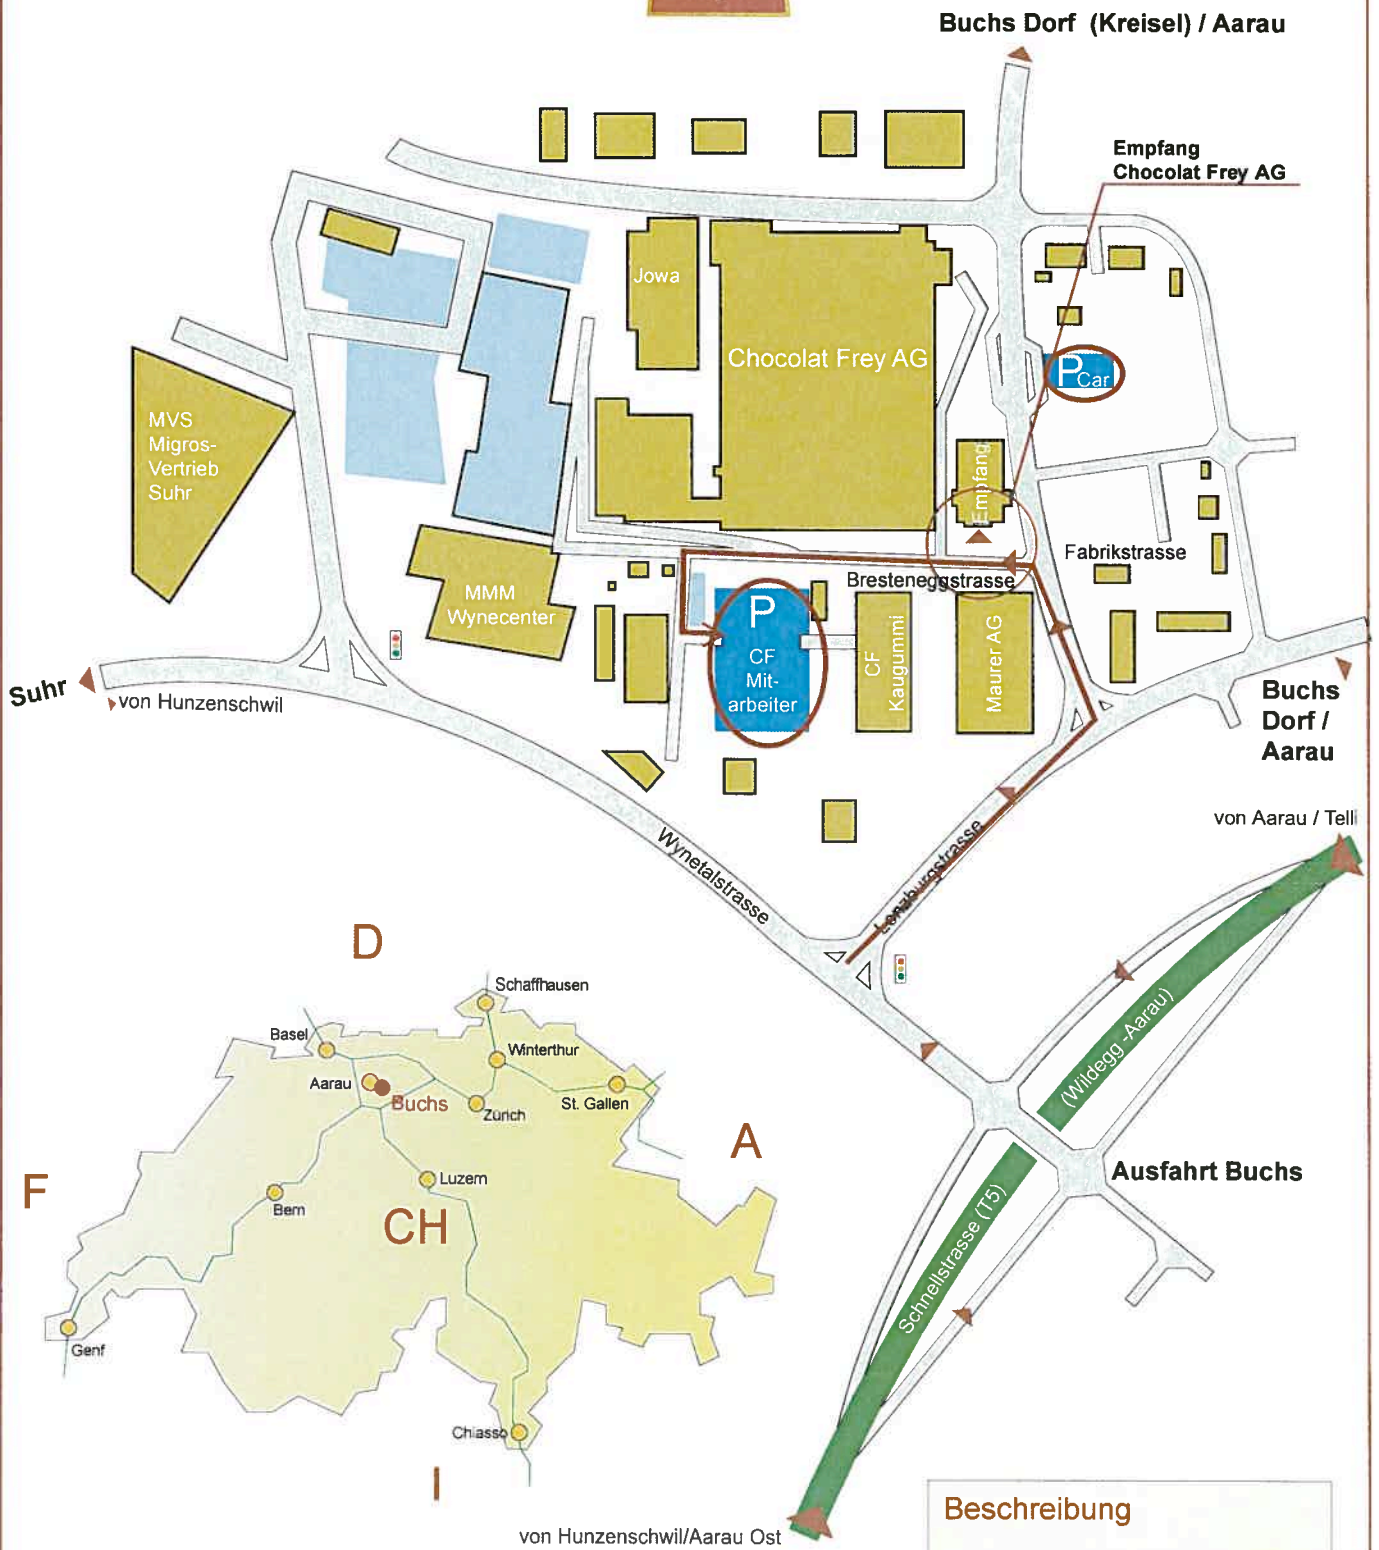 Buchs Dorf (Kreisel) / Aarau
Empfang
Chocolat Frey AG
Jowa
Chocolat Frey AG
P Car
MVS
Migros-
Vertrieb
Suhr
Empfang
Fabrikstrasse
Bresteneggstrasse
MMM
Wynecenter
P
CF
Mit-
arbeiter
CF
Kaugummi
Maurer AG
Suhr
von Hunzenschwil
Buchs
Dorf /
Aarau
von Aarau / Telli
Wynetalstrasse
Lenzburgstrasse
D
Schaffhausen
Basel
Winterthur
Aarau
Buchs
Zürich
St. Gallen
(Wildegg -Aarau)
A
Ausfahrt Buchs
F
Luzern
Bern
CH
Schnellstrasse (T5)
Genf
Chiasso
I
Beschreibung
von Hunzenschwil/Aarau Ost